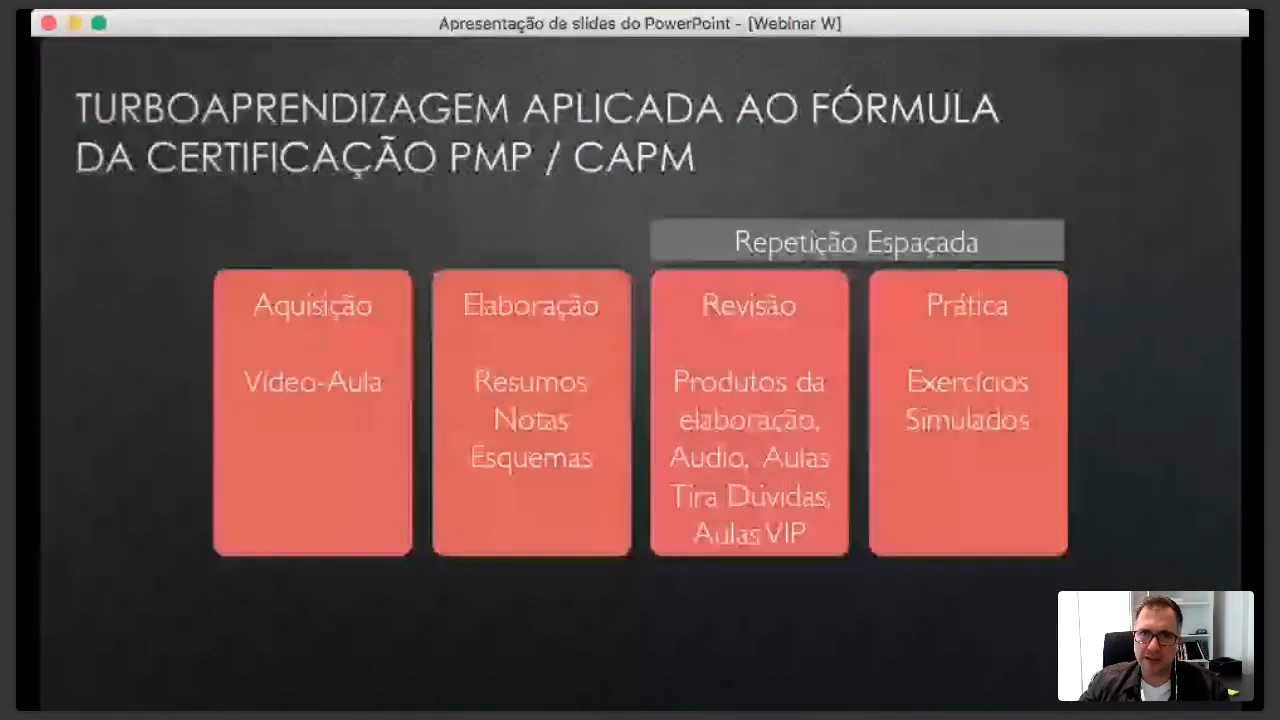 Apresentação de slides do PowerPoint - [Webinar W]
TURBOAPRENDIZAGEM APLICADA AO FÓRMULA
DA CERTIFICAÇÃO PMP / CAPM
Repetição Espaçada
Aquisição
Vídeo-Aula
Elaboração
Resumos
Notas
Esquemas
Revisão
Produtos da
elaboração,
Audio, Aulas
Tira Dúvidas,
Aulas VIP
Prática
Exercícios
Simulados